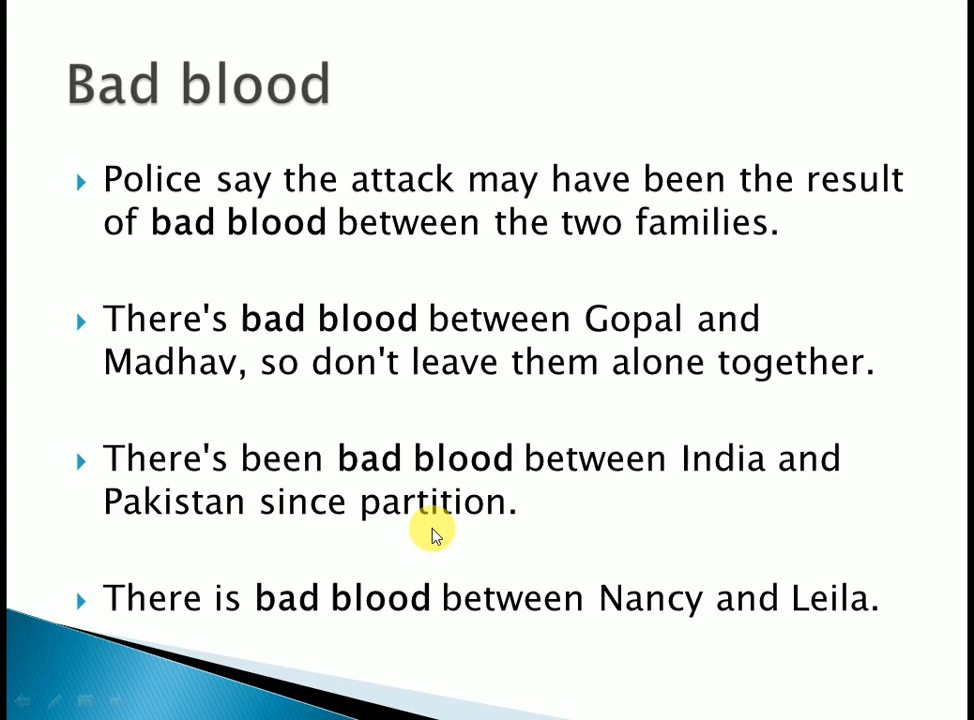 Bad blood
Police say the attack may have been the result
of bad blood between the two families.
There's bad blood between Gopal and
Madhav, so don't leave them alone together.
There's been bad blood between India and
Pakistan since partition.
There is bad blood between Nancy and Leila.